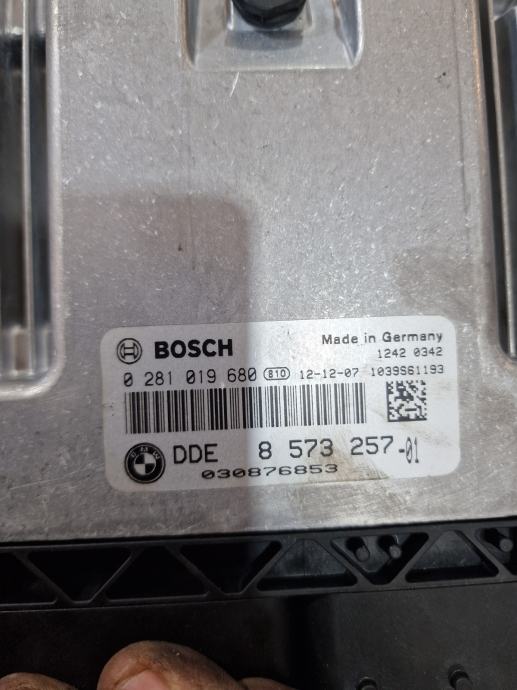 BOSCH
Made in Germany
1242 0342
0 281 019 680 810 12-12-07 1039S61193
DDE 8 573 257-01
030876853